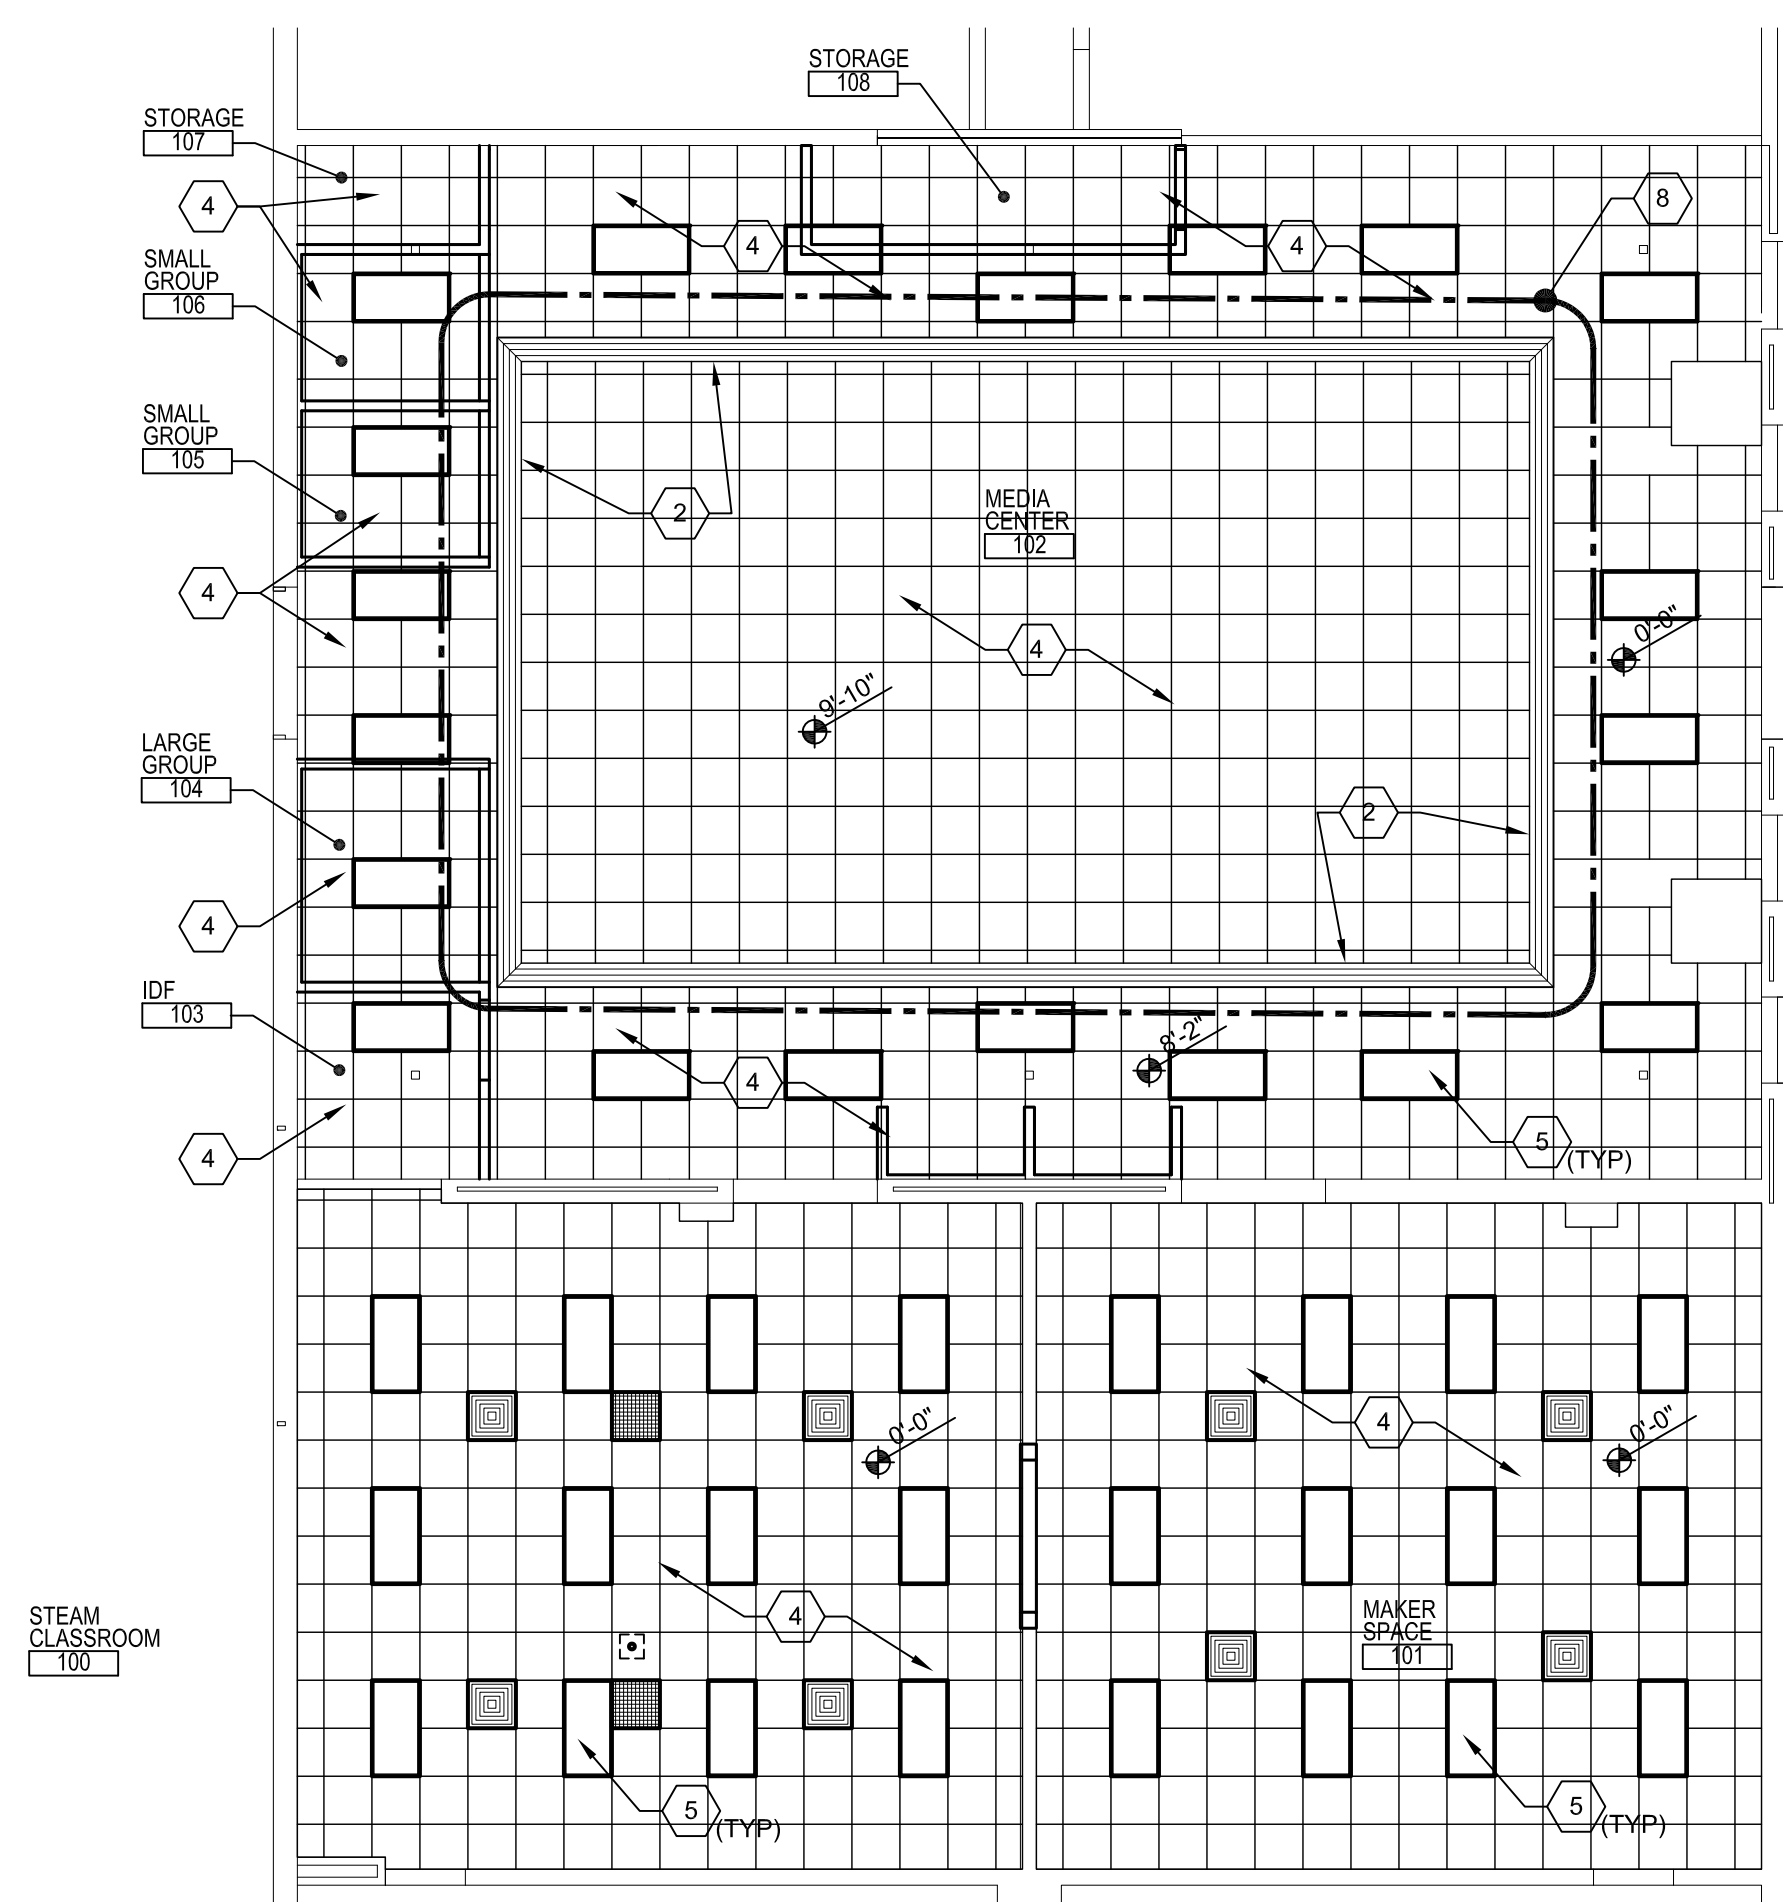 STORAGE
108
STORAGE
107
4
8
4
4
SMALL
GROUP
106
SMALL
GROUP
105
2
MEDIA
CENTER
102
4
0'-0"
4
9'-10"
LARGE
GROUP
104
2
4
IDF
103
8'-2"
4
4
5
(TYP)
4
0'-0"
0'-0"
STEAM
CLASSROOM
100
4
MAKER
SPACE
101
5
(TYP)
5
(TYP)